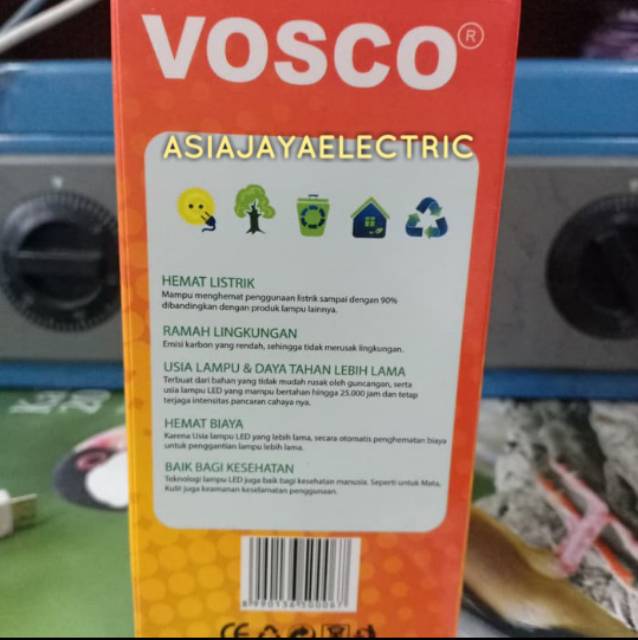 VOSCO®
ASIAJAYAELECTRIC
HEMAT LISTRIK
Mampu menghemat penggunaan listrik sampai dengan 90%
dibandingkan dengan produk lampu lainnya.
RAMAH LINGKUNGAN
Emisi karbon yang rendah, sehingga tidak merusak lingkungan.
USIA LAMPU & DAYA TAHAN LEBIH LAMA
Terbuat dari bahan yang tidak mudah rusak oleh guncangan, serta
usia lampu LED yang mampu bertahan hingga 25.000 jam dan tetap
terjaga intensitas pancaran cahaya nya.
HEMAT BIAYA
Karena Usia lampu LED yang lebih lama, secara otomatis penghematan biaya
untuk penggantian lampu lebih lama.
BAIK BAGI KESEHATAN
Teknologi lampu LED juga baik bagi kesehatan manusia. Seperti untuk Mata,
Kulit juga keamanan keselamatan penggunaan.
CE